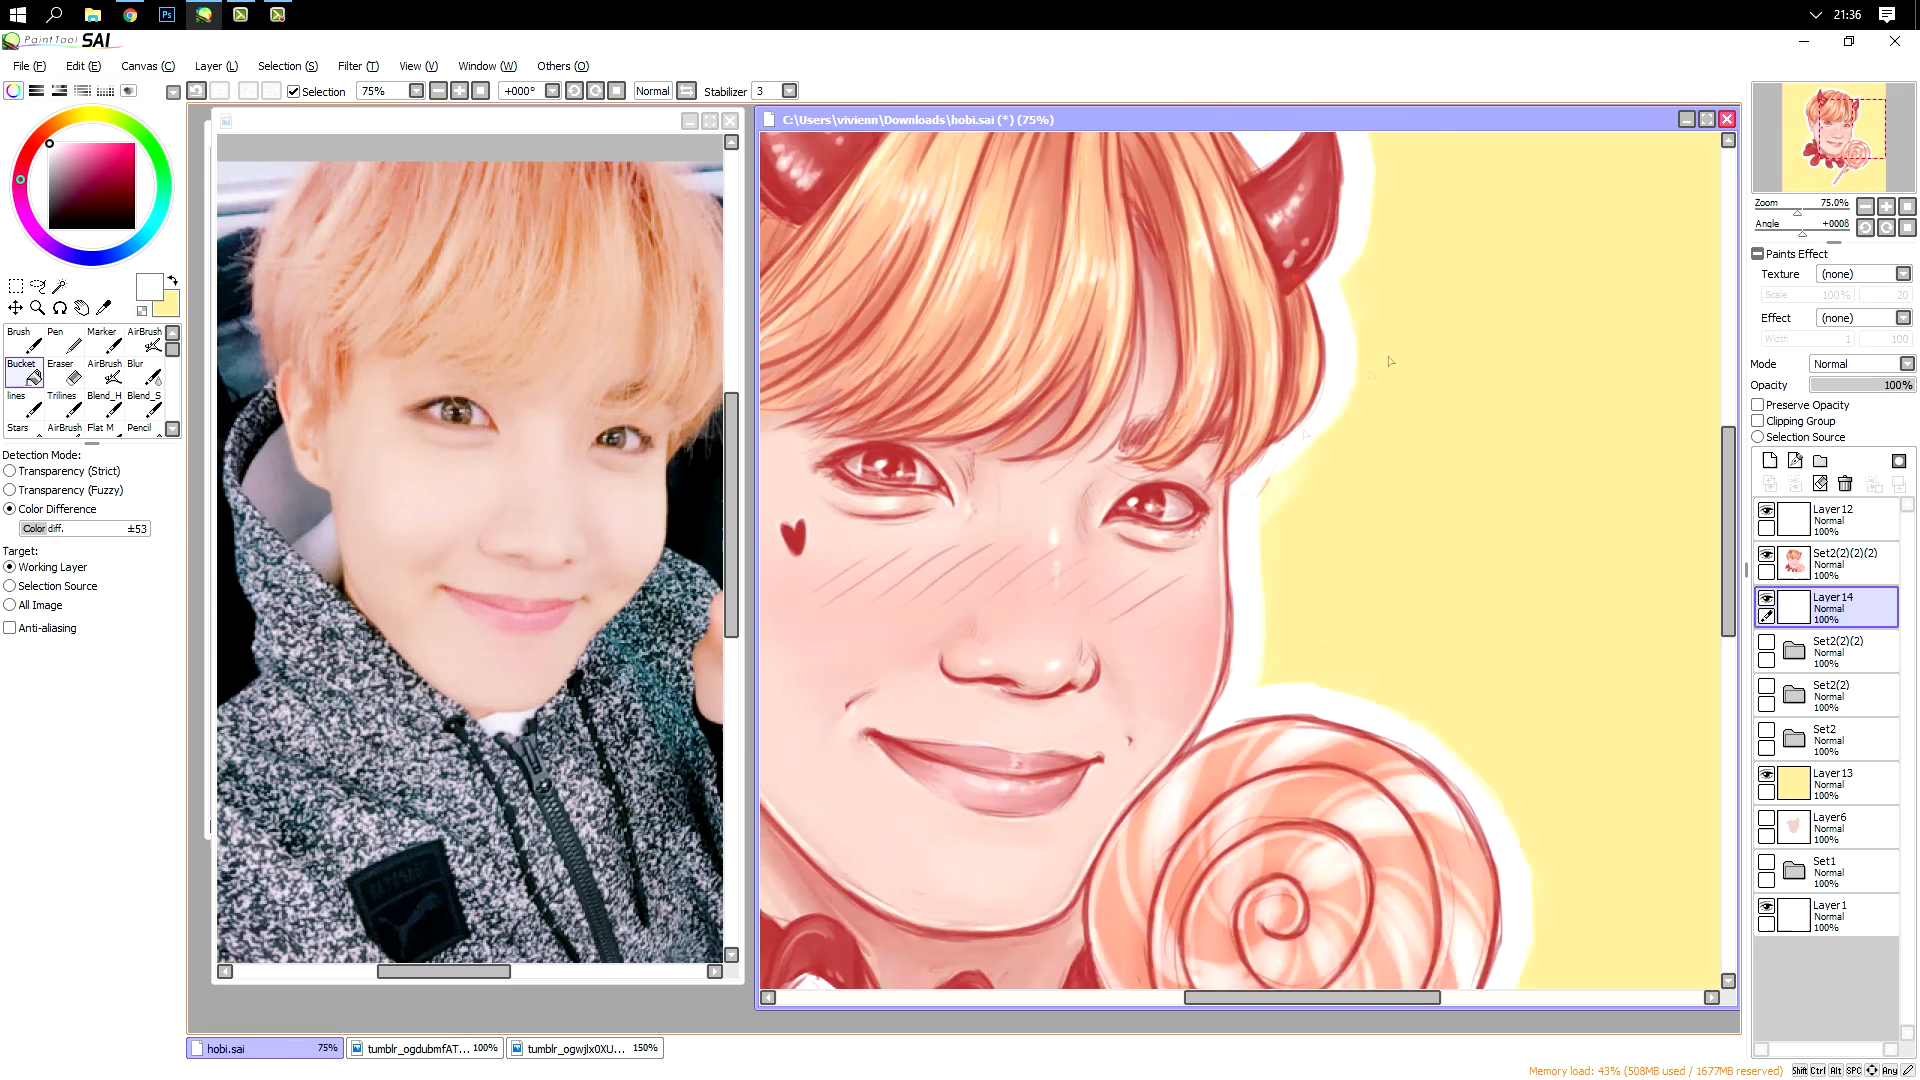 21:36
PaintTool SAI
File (F) Edit (E) Canvas (C) Layer (L) Selection (S) Filter (T) View (V) Window (W) Others (O)
Selection 75% +000° Normal Stabilizer 3
C:\Users\vivienn\Downloads\hobi.sai (*) (75%)
Zoom 75.0%
Angle +000ß
Paints Effect
Texture (none)
Scale 100% 20
Effect (none)
Width 1 100
Mode Normal
Opacity 100%
Preserve Opacity
Clipping Group
Selection Source
Brush Pen Marker AirBrush
Bucket Eraser AirBrush Blur
lines Trilines Blend_H Blend_S
Stars AirBrush Flat M Pencil
Detection Mode:
Transparency (Strict)
Transparency (Fuzzy)
Color Difference
Color diff. ±53
Target:
Working Layer
Selection Source
All Image
Anti-aliasing
Layer12
Normal
100%
Set2(2)(2)(2)
Normal
100%
Layer14
Normal
100%
Set2(2)(2)
Normal
100%
Set2(2)
Normal
100%
Set2
Normal
100%
Layer13
Normal
100%
Layer6
Normal
100%
Set1
Normal
100%
Layer1
Normal
100%
hobi.sai 75% tumblr_ogdubmfAT... 100% tumblr_ogwjlx0XU... 150%
Memory load: 43% (508MB used / 1677MB reserved) Shift Ctrl Alt SPC Any